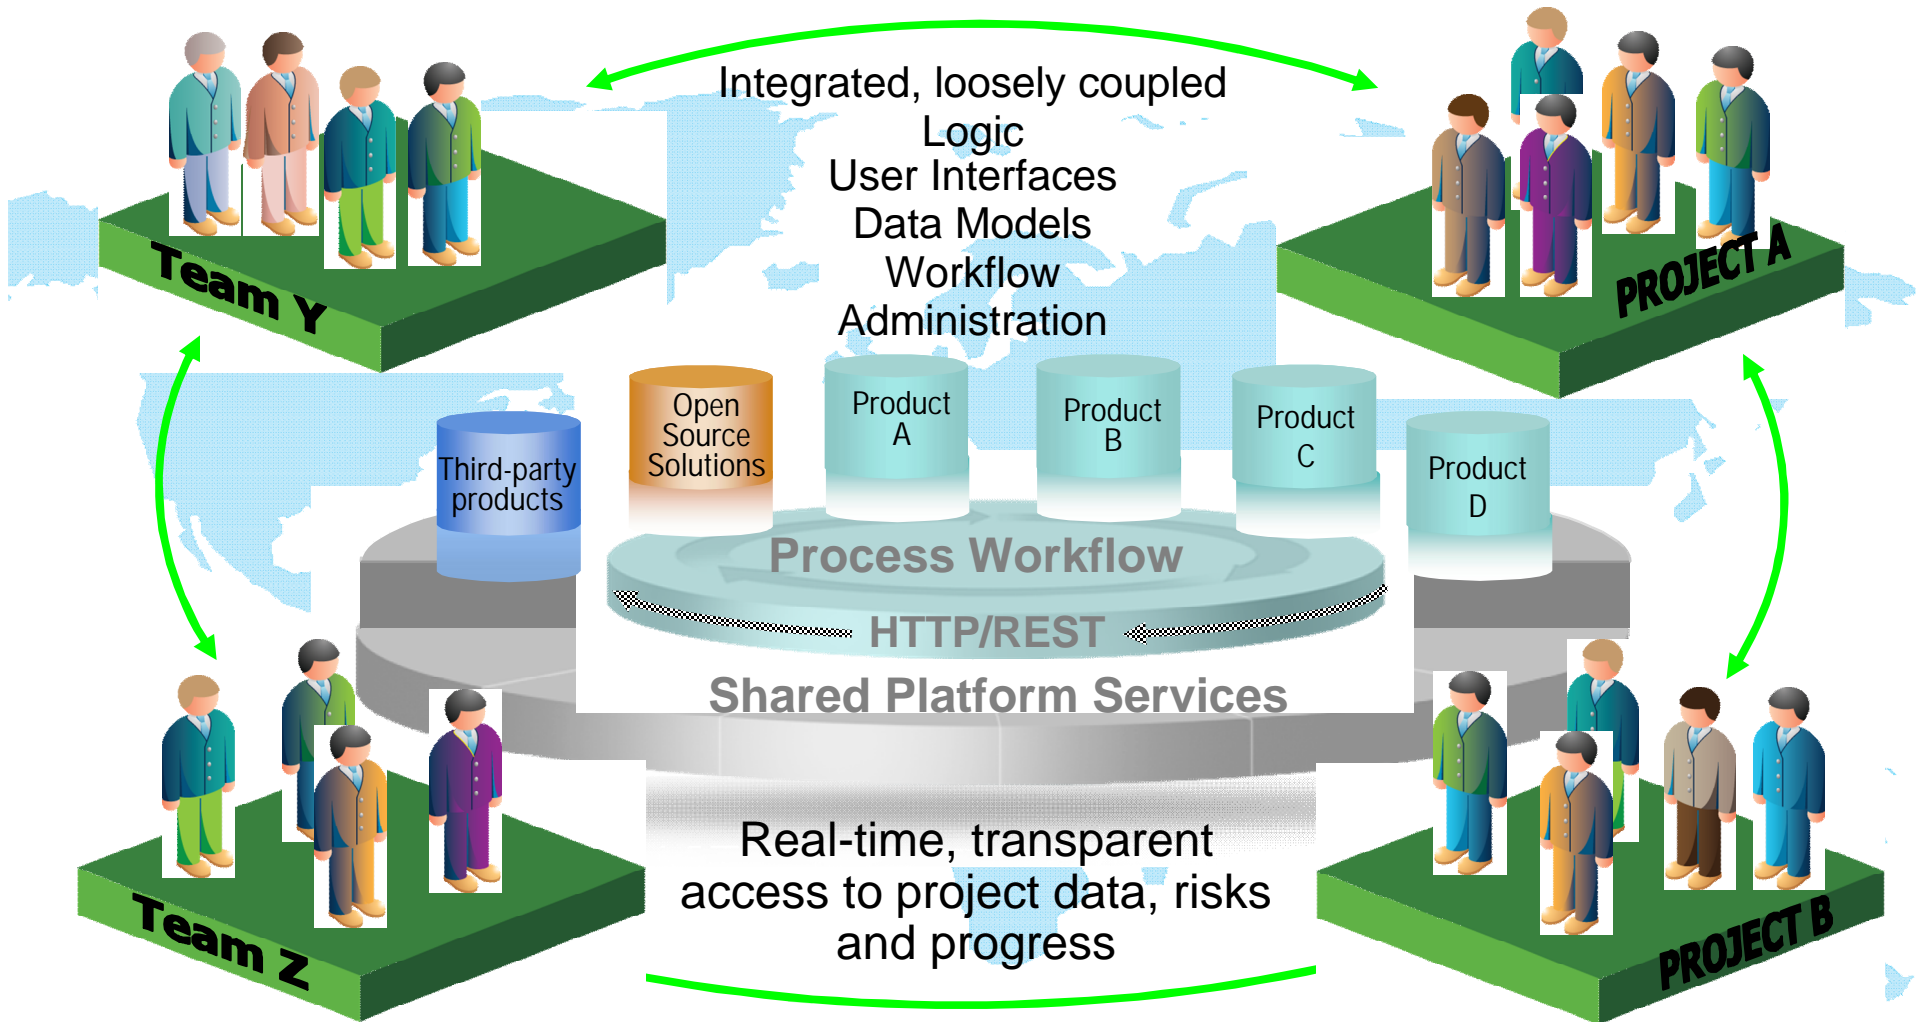 Integrated, loosely coupled
Logic
User Interfaces
Data Models
Workflow
Administration
Team Y
PROJECT A
Third-party
products
Open
Source
Solutions
Product
A
Product
B
Product
C
Product
D
Process Workflow
HTTP/REST
Shared Platform Services
Real-time, transparent
access to project data, risks
and progress
Team Z
PROJECT B